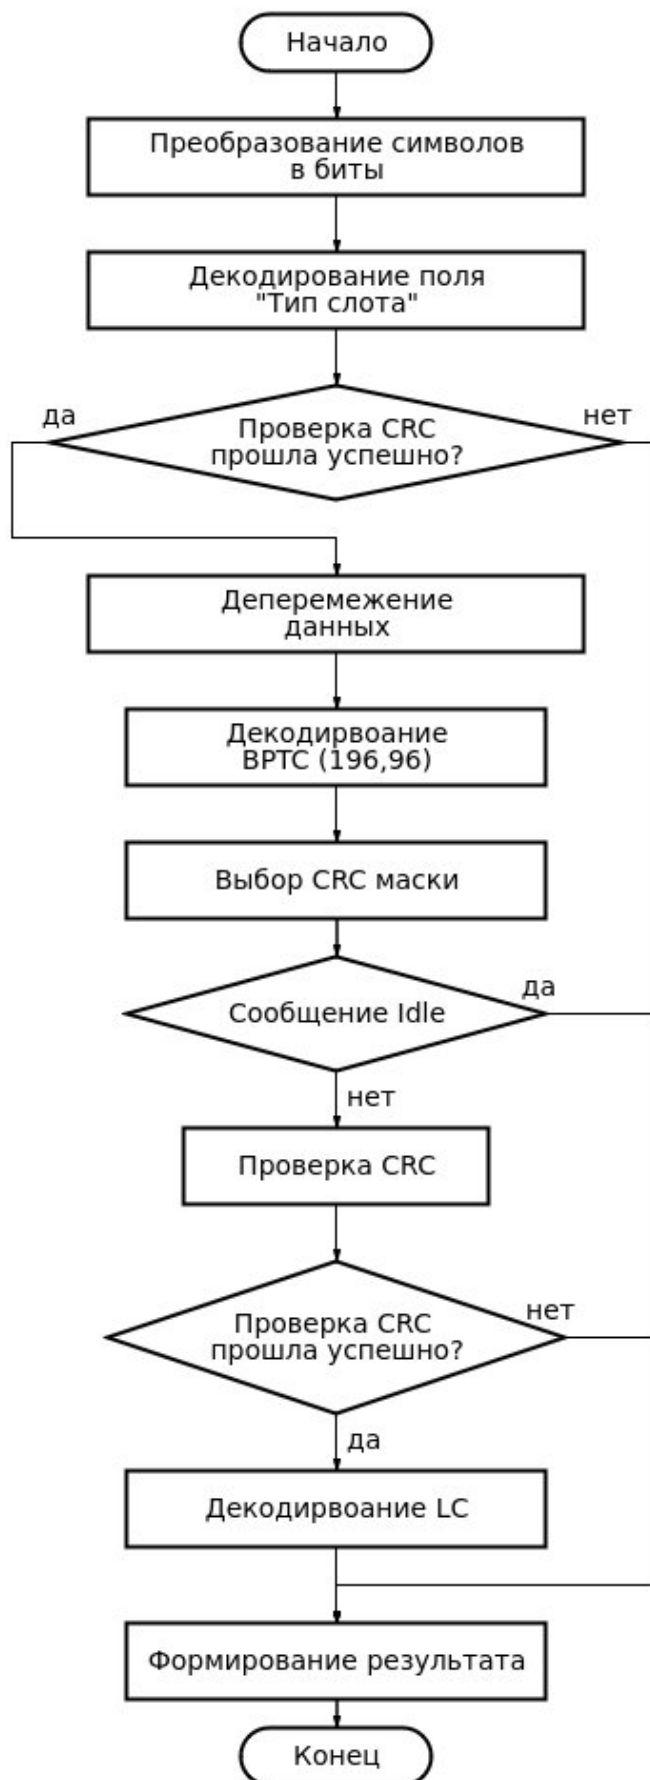 Начало
Преобразование символов
в биты
Декодирование поля
"Тип слота"
да
нет
Проверка CRC
прошла успешно?
Деперемежение
данных
Декодирвоание
BPTC (196,96)
Выбор CRC маски
да
Сообщение Idle
нет
Проверка CRC
нет
Проверка CRC
прошла успешно?
да
Декодирвоание LC
Формирование результата
Конец